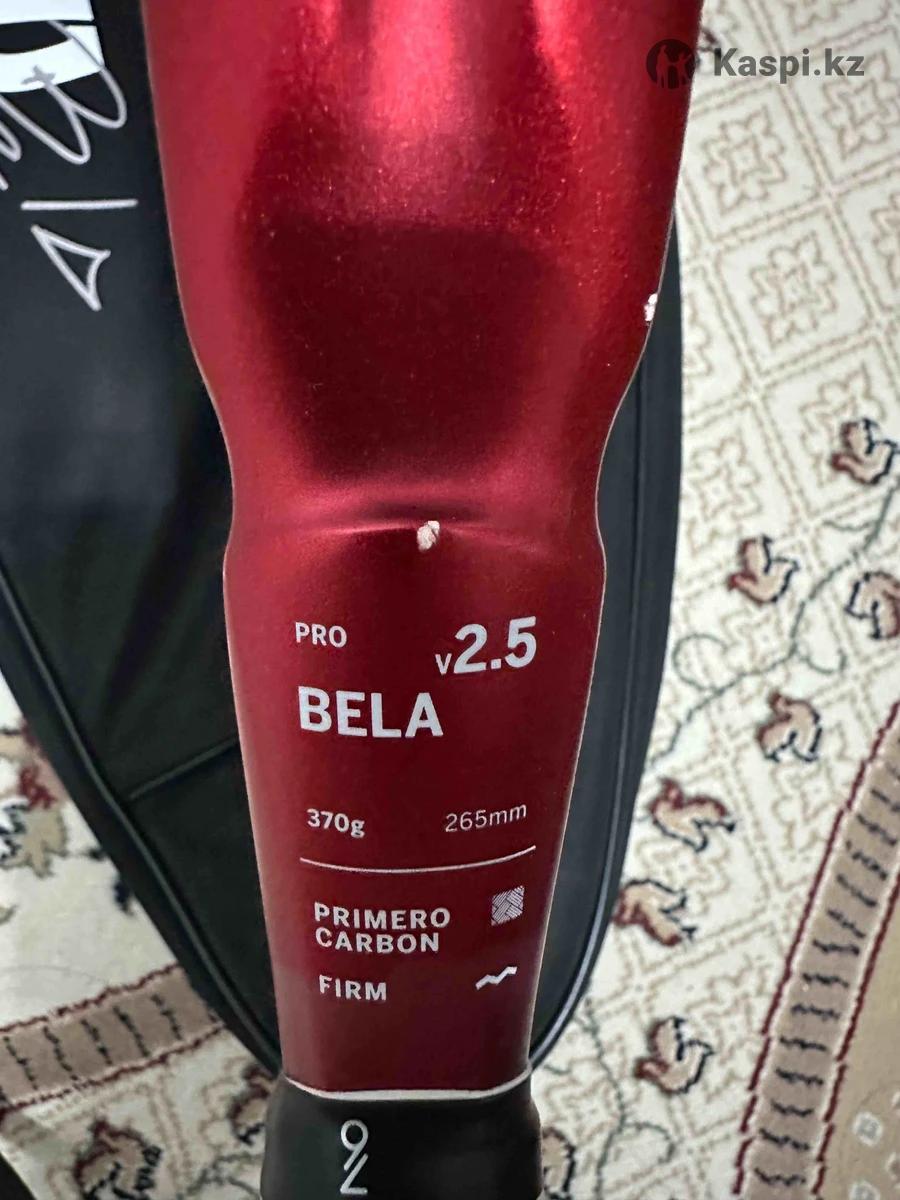 Kaspi.kz
PRO
v2.5
BELA
370g
265mm
PRIMERO
CARBON
FIRM